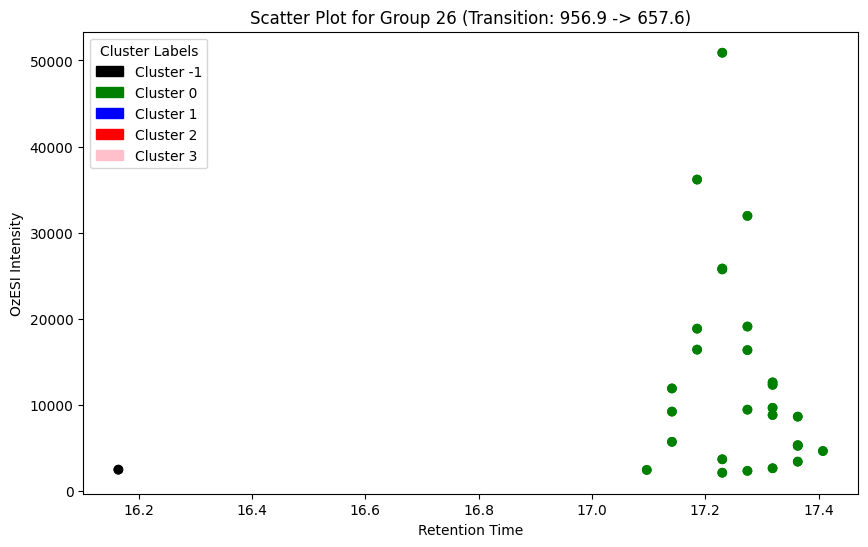 Scatter Plot for Group 26 (Transition: 956.9 -> 657.6)
Cluster Labels
Cluster -1
Cluster 0
Cluster 1
Cluster 2
Cluster 3
50000
40000
30000
20000
10000
0
OzESI Intensity
16.2 16.4 16.6 16.8 17.0 17.2 17.4
Retention Time